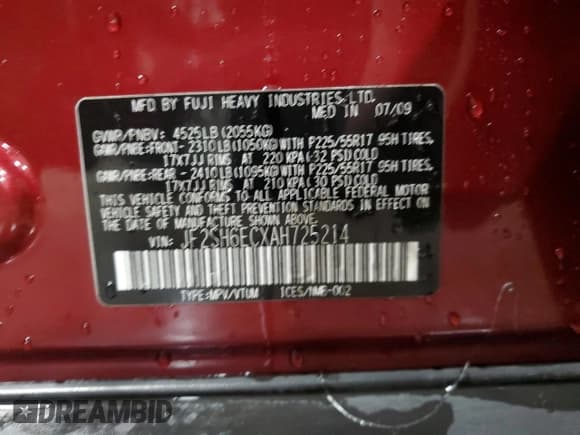 MFD BY FUJI HEAVY INDUSTRIES, LTD.
MED IN 07/09
GVWR/PNBV: 4525LB (2055KG)
GAWR/PNBE:FRONT- 2310LB(1050KG)WITH P225/55R17 95H TIRES,
17X7JJ RIMS AT 220 KPA(32 PSI)COLD
GAWR/PNBE:REAR - 2410LB(1095KG)WITH P225/55R17 95H TIRES,
17X7JJ RIMS AT 210 KPA(30 PSI)COLD
THIS VEHICLE CONFORMS TO ALL APPLICABLE FEDERAL MOTOR
VEHICLE SAFETY AND THEFT PREVENTION STANDARDS IN EFFECT ON
THE DATE OF MANUFACTURE SHOWN ABOVE.
VIN: JF2SH6ECXAH725214
TYPE:MPV/VTUM ICES/NMB-002
DREAMBID